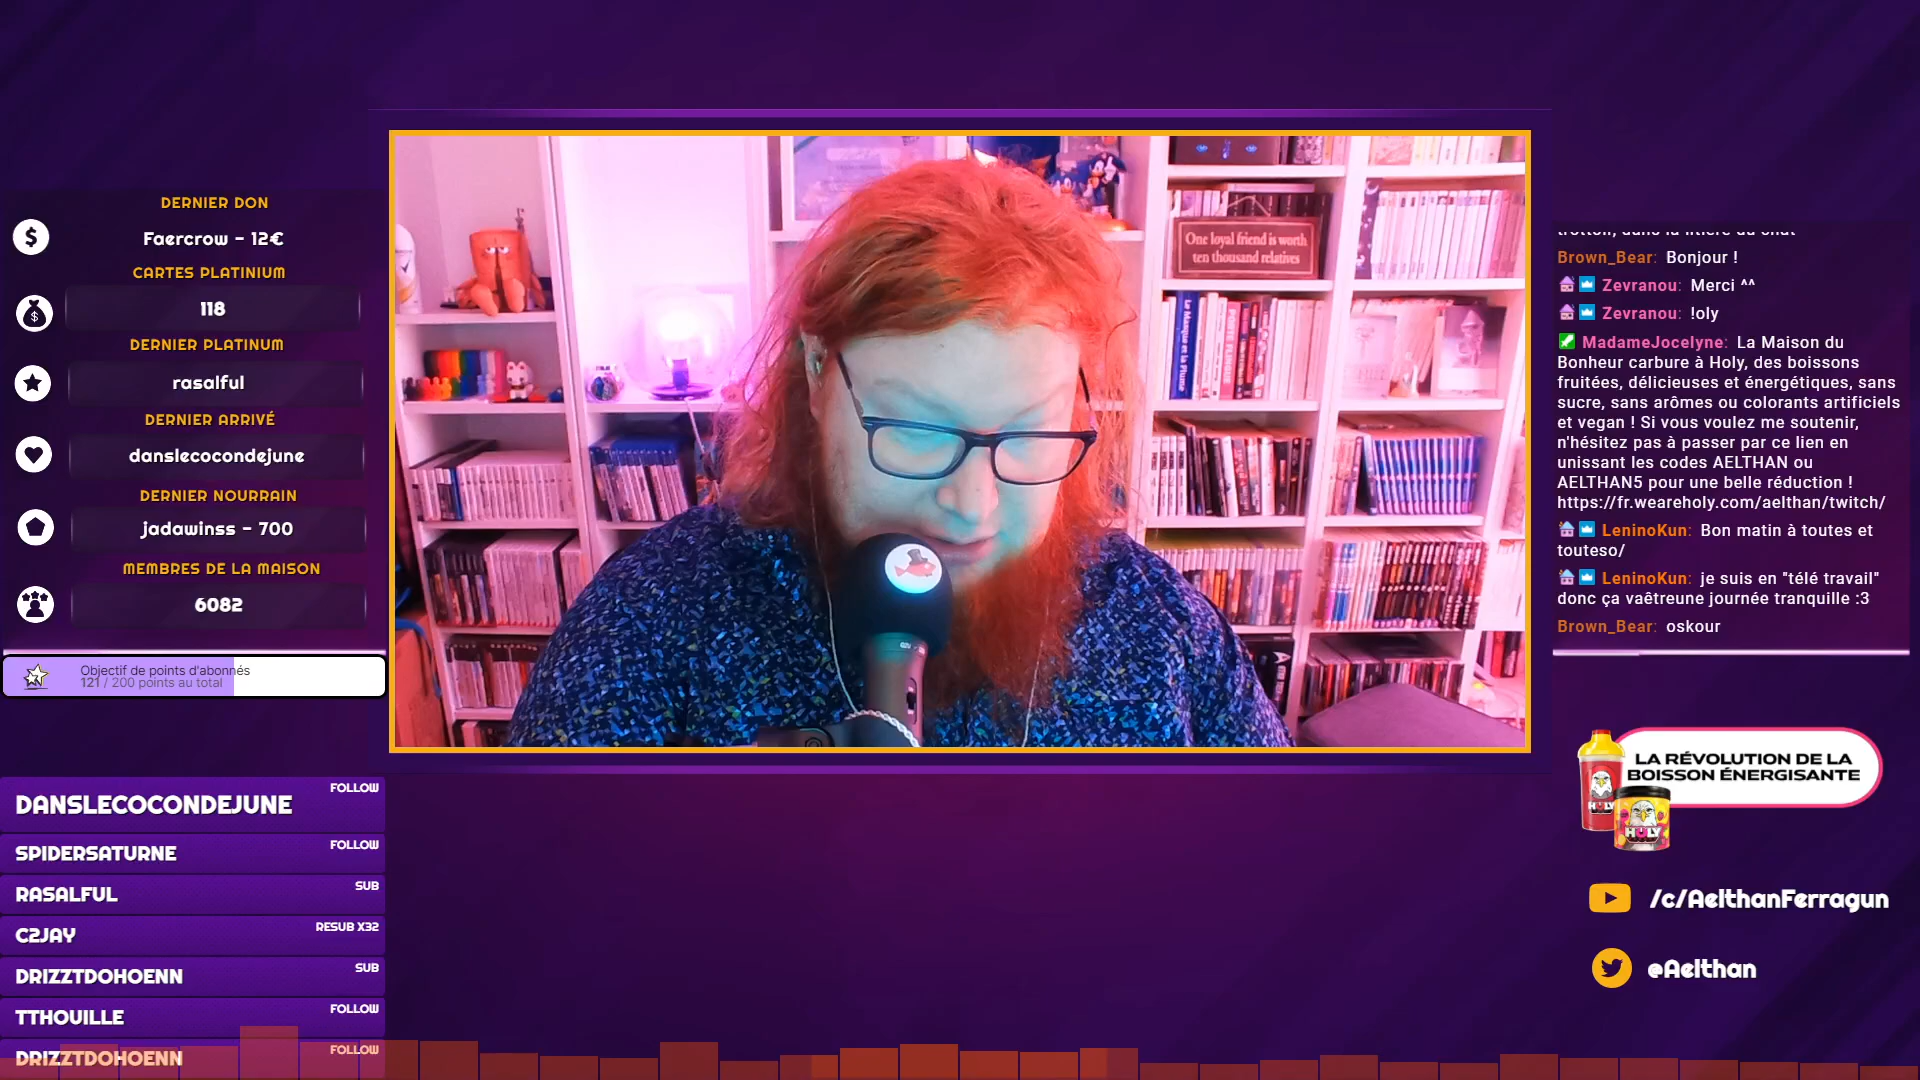 DERNIER DON
Faercrow - 12€
CARTES PLATINIUM
118
DERNIER PLATINUM
rasalful
DERNIER ARRIVÉ
danslecocondejune
DERNIER NOURRAIN
jadawinss - 700
MEMBRES DE LA MAISON
6082
Objectif de points d'abonnés
121 / 200 points au total
DANSLECOCONDEJUNE
FOLLOW
SPIDERSATURNE
FOLLOW
RASALFUL
SUB
C2JAY
RESUB X32
DRIZZTDOHOENN
SUB
TTHOUILLE
FOLLOW
DRIZZTDOHOENN
FOLLOW
One loyal friend is worth
ten thousand relatives
trottoir, dans la litière du chat
Brown_Bear: Bonjour !
Zevranou: Merci ^^
Zevranou: !oly
MadameJocelyne: La Maison du
Bonheur carbure à Holy, des boissons
fruitées, délicieuses et énergétiques, sans
sucre, sans arômes ou colorants artificiels
et vegan ! Si vous voulez me soutenir,
n'hésitez pas à passer par ce lien en
unissant les codes AELTHAN ou
AELTHAN5 pour une belle réduction !
https://fr.weareholy.com/aelthan/twitch/
LeninoKun: Bon matin à toutes et
touteso/
LeninoKun: je suis en "télé travail"
donc ça vaêtreune journée tranquille :3
Brown_Bear: oskour
LA RÉVOLUTION DE LA
BOISSON ÉNERGISANTE
HOLY
HOLY
/c/AelthanFerragun
@Aelthan